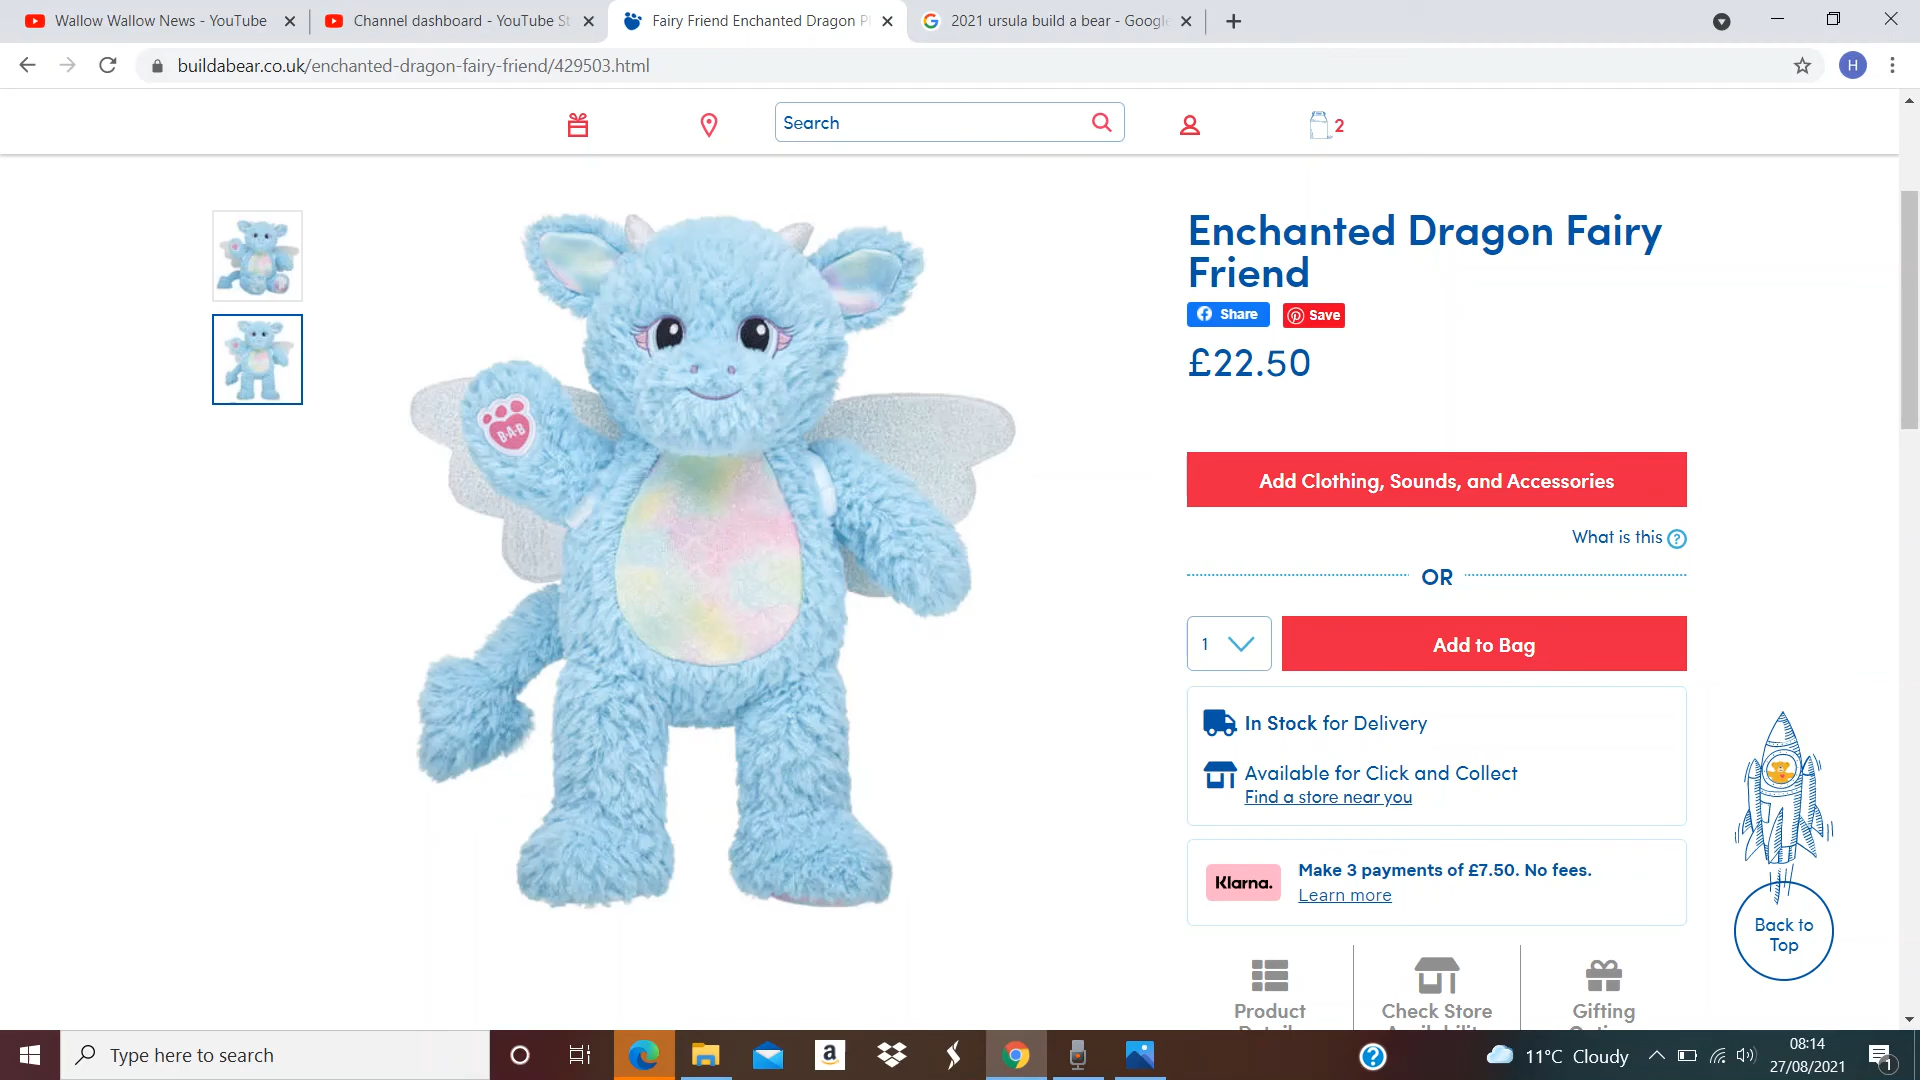 Wallow Wallow News - YouTube
Channel dashboard - YouTube St
Fairy Friend Enchanted Dragon Pl
2021 ursula build a bear - Google
buildabear.co.uk/enchanted-dragon-fairy-friend/429503.html
H
Search
2
Enchanted Dragon Fairy
Friend
Share
Save
£22.50
B·A·B
Add Clothing, Sounds, and Accessories
What is this ?
OR
1
Add to Bag
In Stock for Delivery
Available for Click and Collect
Find a store near you
Klarna.
Make 3 payments of £7.50. No fees.
Learn more
Back to
Top
Product
Check Store
Gifting
Type here to search
a
?
11°C Cloudy
08:14
27/08/2021
1